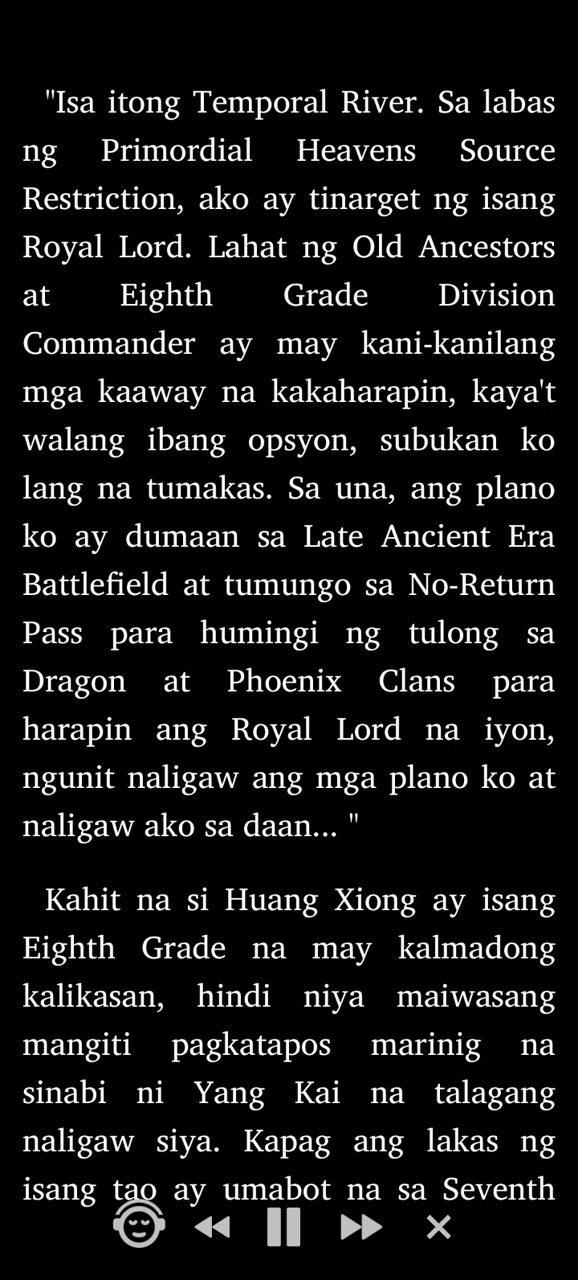 "Isa itong Temporal River. Sa labas
ng Primordial Heavens Source
Restriction, ako ay tinarget ng isang
Royal Lord. Lahat ng Old Ancestors
at Eighth Grade Division
Commander ay may kani-kanilang
mga kaaway na kakaharapin, kaya't
walang ibang opsyon, subukan ko
lang na tumakas. Sa una, ang plano
ko ay dumaan sa Late Ancient Era
Battlefield at tumungo sa No-Return
Pass para humingi ng tulong sa
Dragon at Phoenix Clans para
harapin ang Royal Lord na iyon,
ngunit naligaw ang mga plano ko at
naligaw ako sa daan... "
Kahit na si Huang Xiong ay isang
Eighth Grade na may kalmadong
kalikasan, hindi niya maiwasang
mangiti pagkatapos marinig na
sinabi ni Yang Kai na talagang
naligaw siya. Kapag ang lakas ng
isang tao ay umabot na sa Seventh